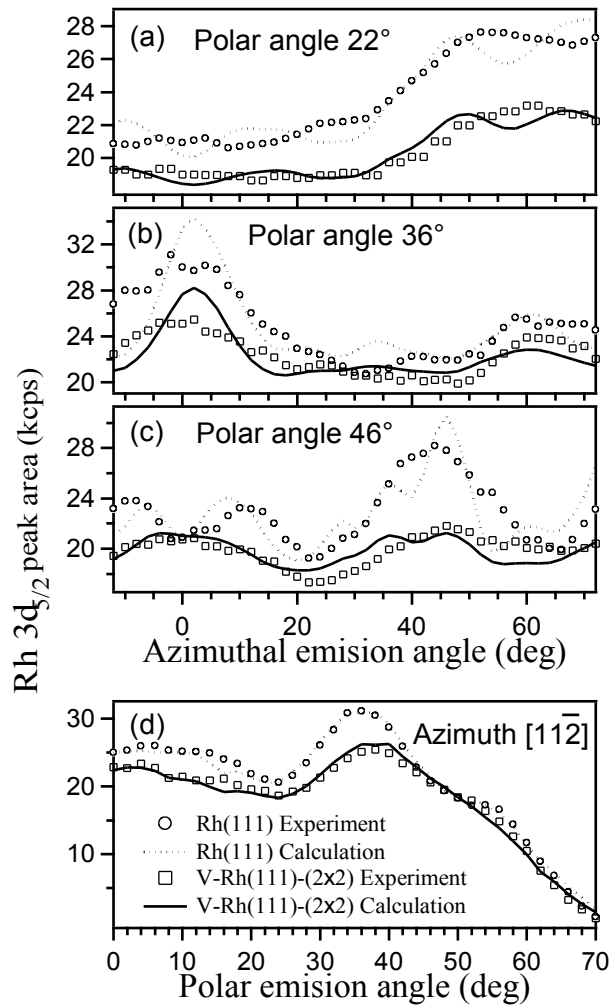 (a) Polar angle 22°
28
26
24
22
20
(b) Polar angle 36°
32
28
24
20
(c) Polar angle 46°
28
24
20
Rh 3d5/2 peak area (kcps)
0 20 40 60
Azimuthal emision angle (deg)
(d) Azimuth [112̅]
30
20
10
Rh(111) Experiment
Rh(111) Calculation
V-Rh(111)-(2x2) Experiment
V-Rh(111)-(2x2) Calculation
0 10 20 30 40 50 60 70
Polar emission angle (deg)